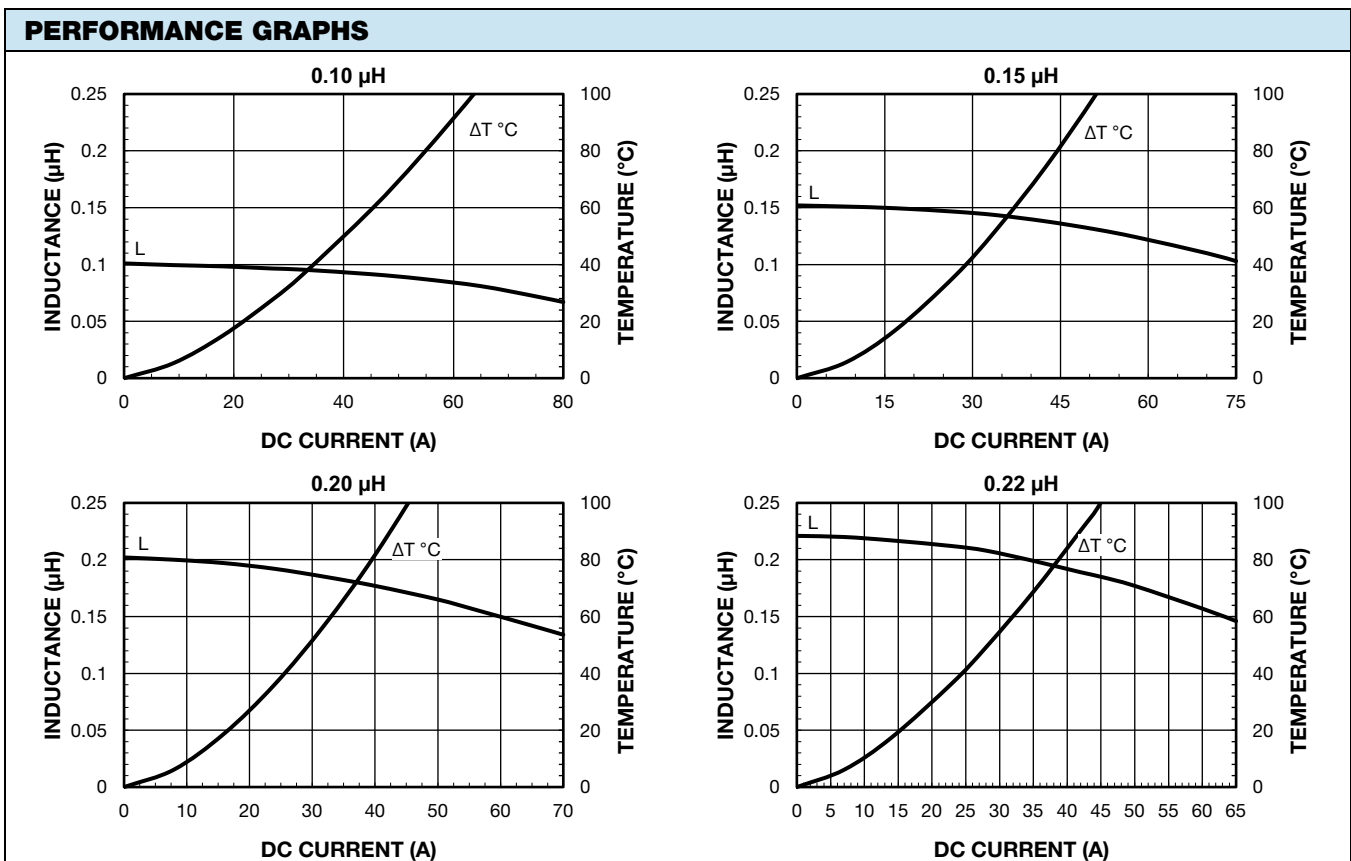 PERFORMANCE GRAPHS
0.10 µH
0.25
0.2
0.15
0.1
0.05
0
INDUCTANCE (µH)
L
ΔT °C
100
80
60
40
20
0
TEMPERATURE (°C)
0 20 40 60 80
DC CURRENT (A)
0.15 µH
0.25
0.2
0.15
0.1
0.05
0
INDUCTANCE (µH)
L
ΔT °C
100
80
60
40
20
0
TEMPERATURE (°C)
0 15 30 45 60 75
DC CURRENT (A)
0.20 µH
0.25
0.2
0.15
0.1
0.05
0
INDUCTANCE (µH)
L
ΔT °C
100
80
60
40
20
0
TEMPERATURE (°C)
0 10 20 30 40 50 60 70
DC CURRENT (A)
0.22 µH
0.25
0.2
0.15
0.1
0.05
0
INDUCTANCE (µH)
L
ΔT °C
100
80
60
40
20
0
TEMPERATURE (°C)
0 5 10 15 20 25 30 35 40 45 50 55 60 65
DC CURRENT (A)